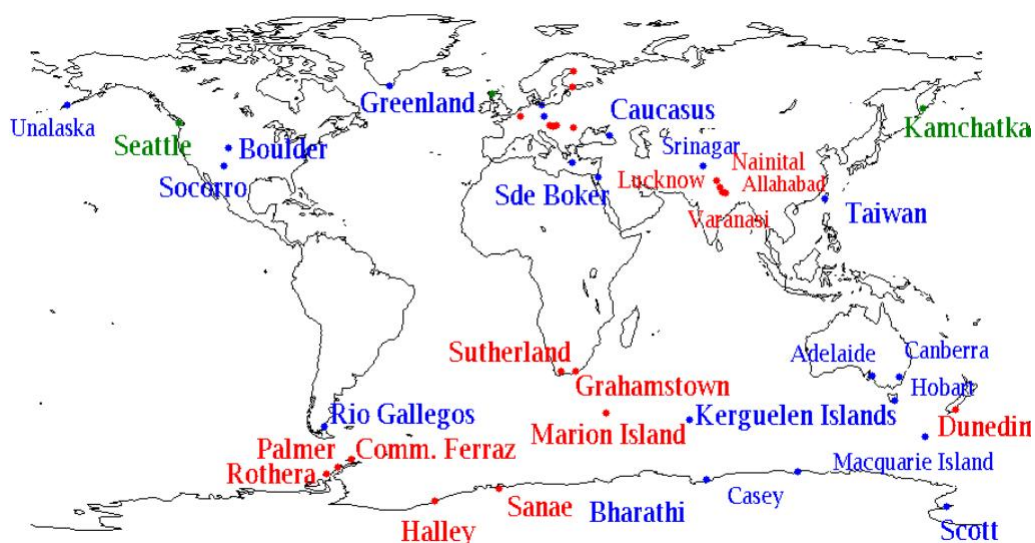 Greenland
Caucasus
Unalaska
Kamchatka
Seattle
Boulder
Srinagar
Nainital
Socorro
Sde Boker
Lucknow
Allahabad
Varanasi
Taiwan
Sutherland
Adelaide
Canberra
Grahamstown
Hobart
Rio Gallegos
Marion Island
Kerguelen Islands
Dunedin
Palmer
Comm. Ferraz
Rothera
Macquarie Island
Halley
Sanae
Bharathi
Casey
Scott